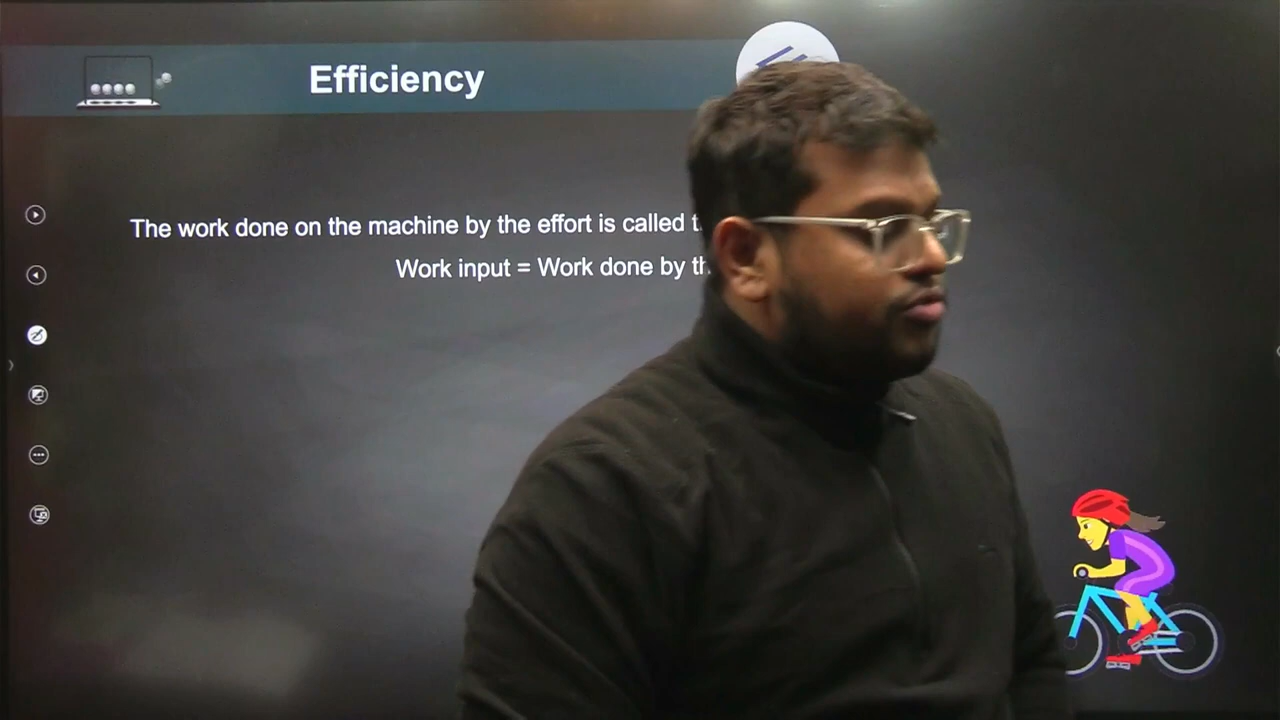 Efficiency
The work done on the machine by the effort is called
Work input = Work done by